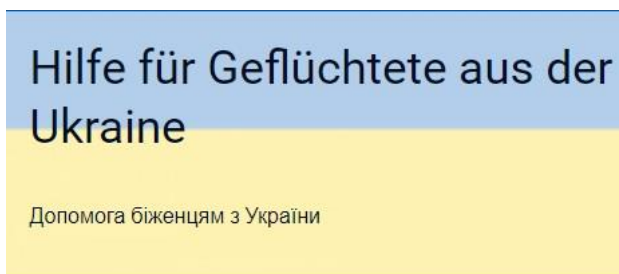 Hilfe für Geflüchtete aus der
Ukraine
Допомога біженцям з України